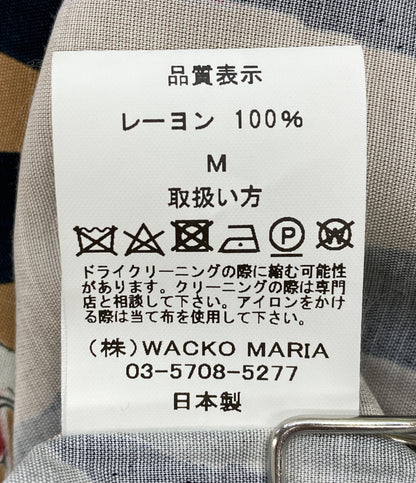 品質表示
レーヨン 100%
M
取扱い方
P W
ドライクリーニングの際に縮む可能性
があります。クリーニングの際は専門
店と相談して下さい。アイロンをかけ
る際は当て布を使用して下さい。
(株)WACKO MARIA
03-5708-5277
日本製